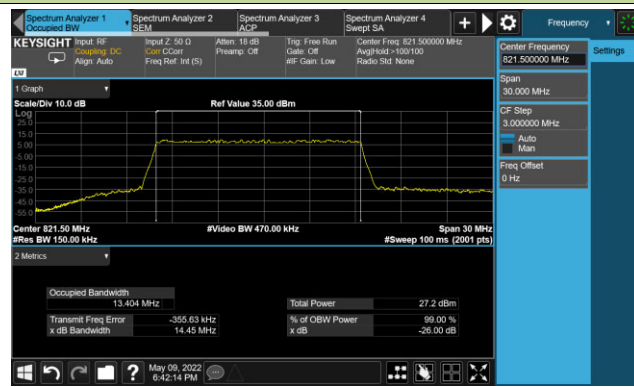 Spectrum Analyzer 1
Occupied BW
Spectrum Analyzer 2
SEM
Spectrum Analyzer 3
ACP
Spectrum Analyzer 4
Swept SA
Frequency
KEYSIGHT
Input: RF
Coupling: DC
Align: Auto
Input Z: 50 Ω
Corr CCorr
Freq Ref: Int (S)
Atten: 18 dB
Preamp: Off
Trig: Free Run
Gate: Off
#IF Gain: Low
Center Freq: 821.500000 MHz
Avg|Hold:>100/100
Radio Std: None
LXI
Center Frequency
821.500000 MHz
Settings
Span
30.000 MHz
CF Step
3.000000 MHz
Auto
Man
Freq Offset
0 Hz
1 Graph
Scale/Div 10.0 dB
Ref Value 35.00 dBm
Log
25.0
15.0
5.00
-5.00
-15.0
-25.0
-35.0
-45.0
-55.0
Center 821.50 MHz
#Video BW 470.00 kHz
Span 30 MHz
#Res BW 150.00 kHz
#Sweep 100 ms (2001 pts)
2 Metrics
Occupied Bandwidth
13.404 MHz
Total Power
27.2 dBm
Transmit Freq Error
-355.63 kHz
% of OBW Power
99.00 %
x dB Bandwidth
14.45 MHz
x dB
-26.00 dB
?
May 09, 2022
6:42:14 PM